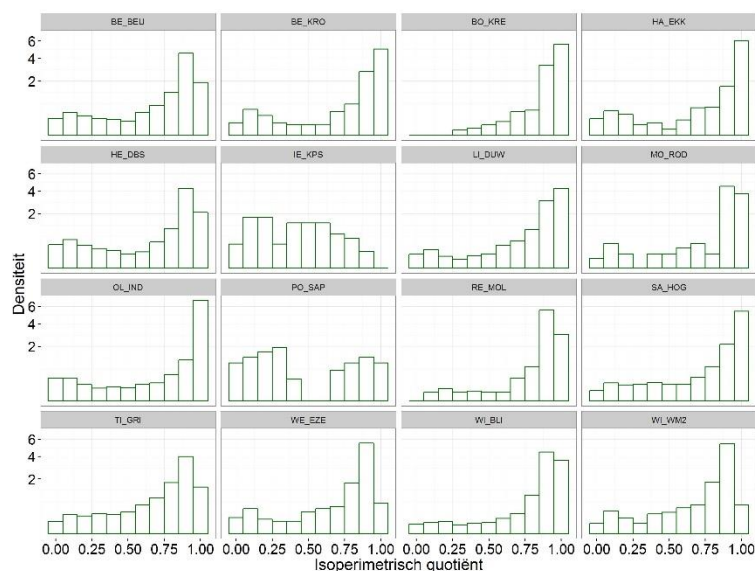 BE_BEU BE_KRO BO_KRE HA_EKK
6
4
2
HE_DBS IE_KPS LI_DUW MO_ROD
6
4
2
Densiteit
OL_IND PO_SAP RE_MOL SA_HOG
6
4
2
TI_GRI WE_EZE WI_BLI WI_WM2
6
4
2
0.00 0.25 0.50 0.75 1.00 0.00 0.25 0.50 0.75 1.00 0.00 0.25 0.50 0.75 1.00 0.00 0.25 0.50 0.75 1.00
Isoperimetrisch quotiënt